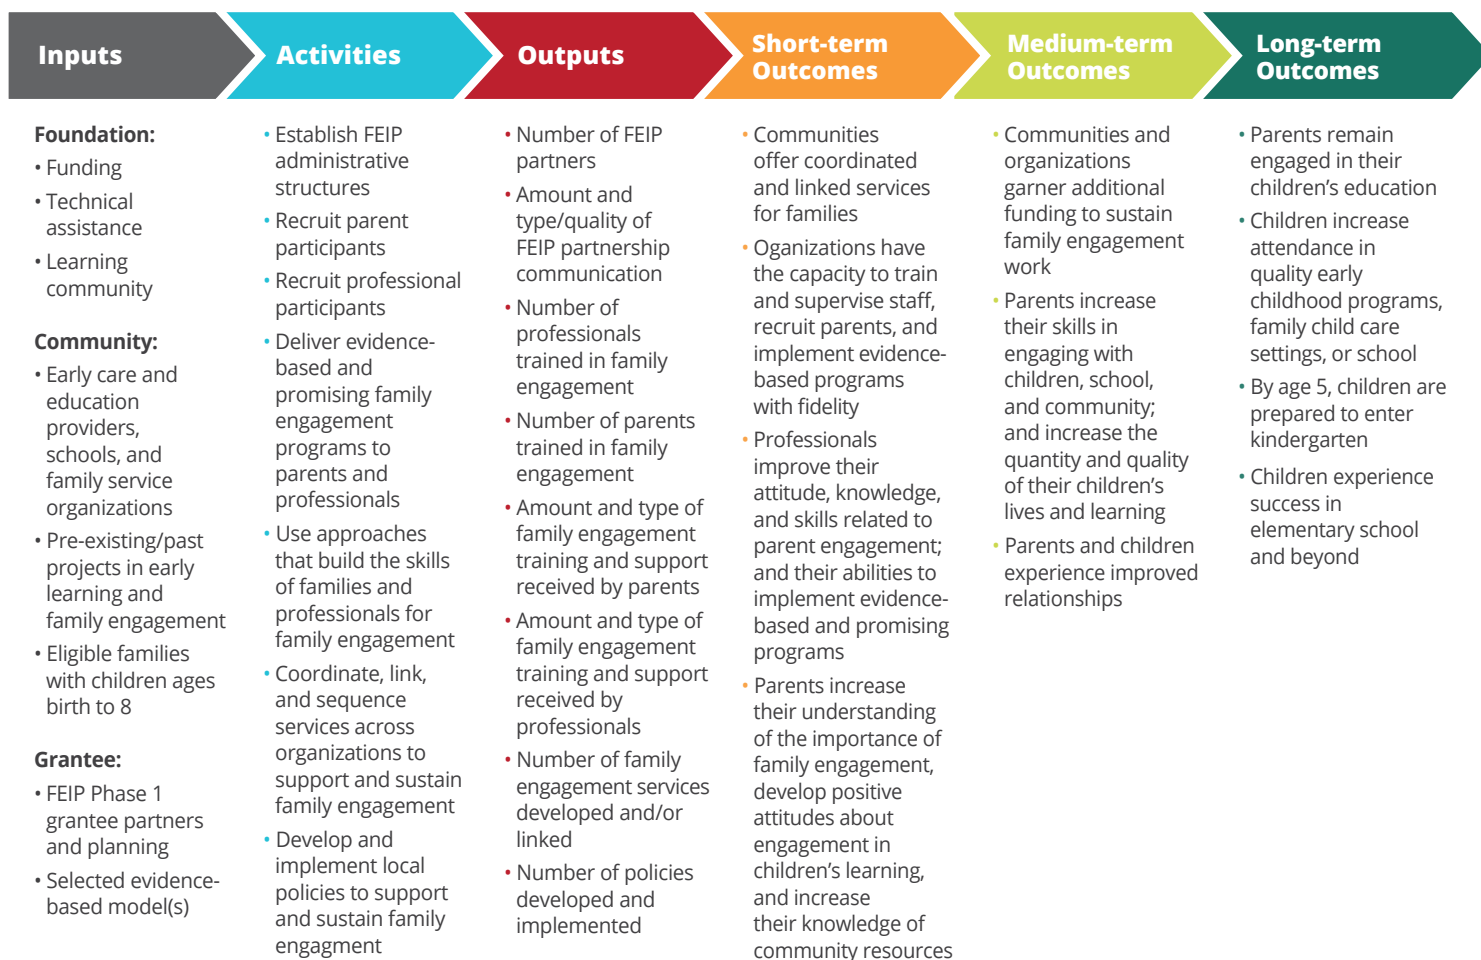 Inputs
Activities
Outputs
Short-term
Outcomes
Medium-term
Outcomes
Long-term
Outcomes
Foundation:
• Funding
• Technical
assistance
• Learning
community
Community:
• Early care and
education
providers,
schools, and
family service
organizations
• Pre-existing/past
projects in early
learning and
family engagement
• Eligible families
with children ages
birth to 8
Grantee:
• FEIP Phase 1
grantee partners
and planning
• Selected evidence-
based model(s)
• Establish FEIP
administrative
structures
• Recruit parent
participants
• Recruit professional
participants
• Deliver evidence-
based and
promising family
engagement
programs to
parents and
professionals
• Use approaches
that build the skills
of families and
professionals for
family engagement
• Coordinate, link,
and sequence
services across
organizations to
support and sustain
family engagement
• Develop and
implement local
policies to support
and sustain family
engagment
• Number of FEIP
partners
• Amount and
type/quality of
FEIP partnership
communication
• Number of
professionals
trained in family
engagement
• Number of parents
trained in family
engagement
• Amount and type of
family engagement
training and support
received by parents
• Amount and type of
family engagement
training and support
received by
professionals
• Number of family
engagement services
developed and/or
linked
• Number of policies
developed and
implemented
• Communities
offer coordinated
and linked services
for families
• Oganizations have
the capacity to train
and supervise staff,
recruit parents, and
implement evidence-
based programs
with fidelity
• Professionals
improve their
attitude, knowledge,
and skills related to
parent engagement;
and their abilities to
implement evidence-
based and promising
programs
• Parents increase
their understanding
of the importance of
family engagement,
develop positive
attitudes about
engagement in
children’s learning,
and increase
their knowledge of
community resources
• Communities and
organizations
garner additional
funding to sustain
family engagement
work
• Parents increase
their skills in
engaging with
children, school,
and community;
and increase the
quantity and quality
of their children’s
lives and learning
• Parents and children
experience improved
relationships
• Parents remain
engaged in their
children’s education
• Children increase
attendance in
quality early
childhood programs,
family child care
settings, or school
• By age 5, children are
prepared to enter
kindergarten
• Children experience
success in
elementary school
and beyond